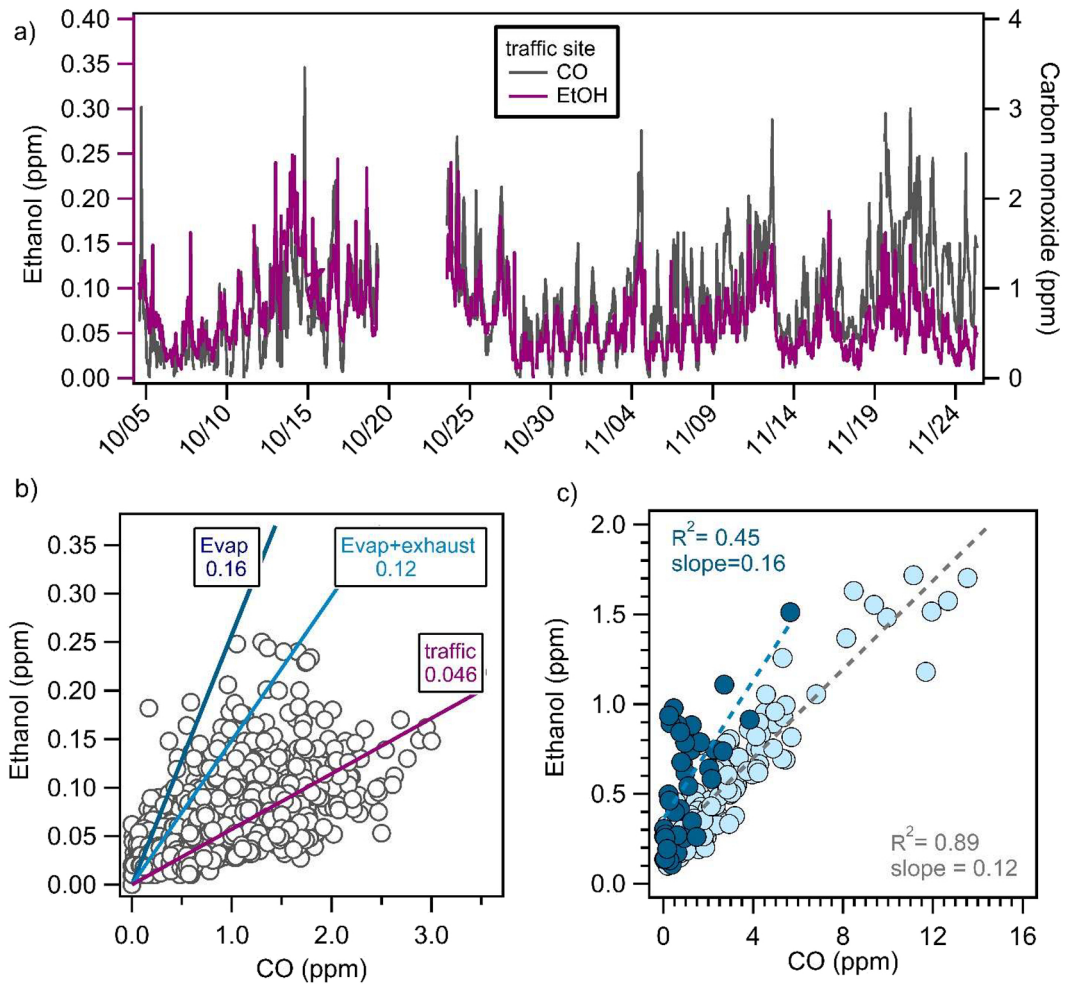 a)
0.40
0.35
0.30
0.25
0.20
0.15
0.10
0.05
0.00
Ethanol (ppm)
traffic site
CO
EtOH
4
3
2
1
0
Carbon monoxide (ppm)
10/05
10/10
10/15
10/20
10/25
10/30
11/04
11/09
11/14
11/19
11/24
b)
0.35
0.30
0.25
0.20
0.15
0.10
0.05
0.00
Ethanol (ppm)
Evap
0.16
Evap+exhaust
0.12
traffic
0.046
0.0
1.0
2.0
3.0
CO (ppm)
c)
2.0
1.5
1.0
0.5
0.0
Ethanol (ppm)
R²= 0.45
slope=0.16
R²= 0.89
slope = 0.12
0
4
8
12
16
CO (ppm)